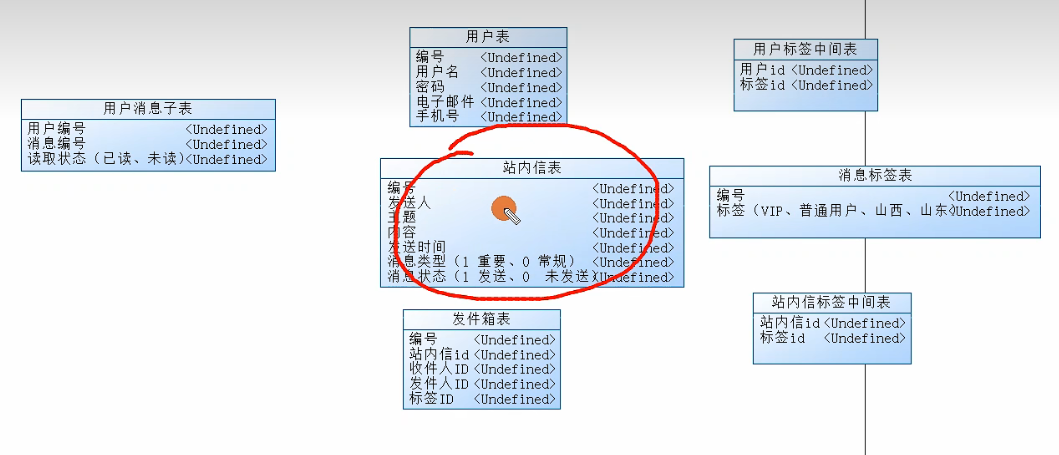 用户消息子表
用户编号 <Undefined>
消息编号 <Undefined>
读取状态（已读、未读）<Undefined>
用户表
编号 <Undefined>
用户名 <Undefined>
密码 <Undefined>
电子邮件 <Undefined>
手机号 <Undefined>
站内信表
编号 <Undefined>
发送人 <Undefined>
主题 <Undefined>
内容 <Undefined>
发送时间 <Undefined>
消息类型（1 重要、0 常规） <Undefined>
消息状态（1 发送、0 未发送）<Undefined>
发件箱表
编号 <Undefined>
站内信id <Undefined>
收件人ID <Undefined>
发件人ID <Undefined>
标签ID <Undefined>
用户标签中间表
用户id <Undefined>
标签id <Undefined>
消息标签表
编号 <Undefined>
标签（VIP、普通用户、山西、山东）<Undefined>
站内信标签中间表
站内信id <Undefined>
标签id <Undefined>